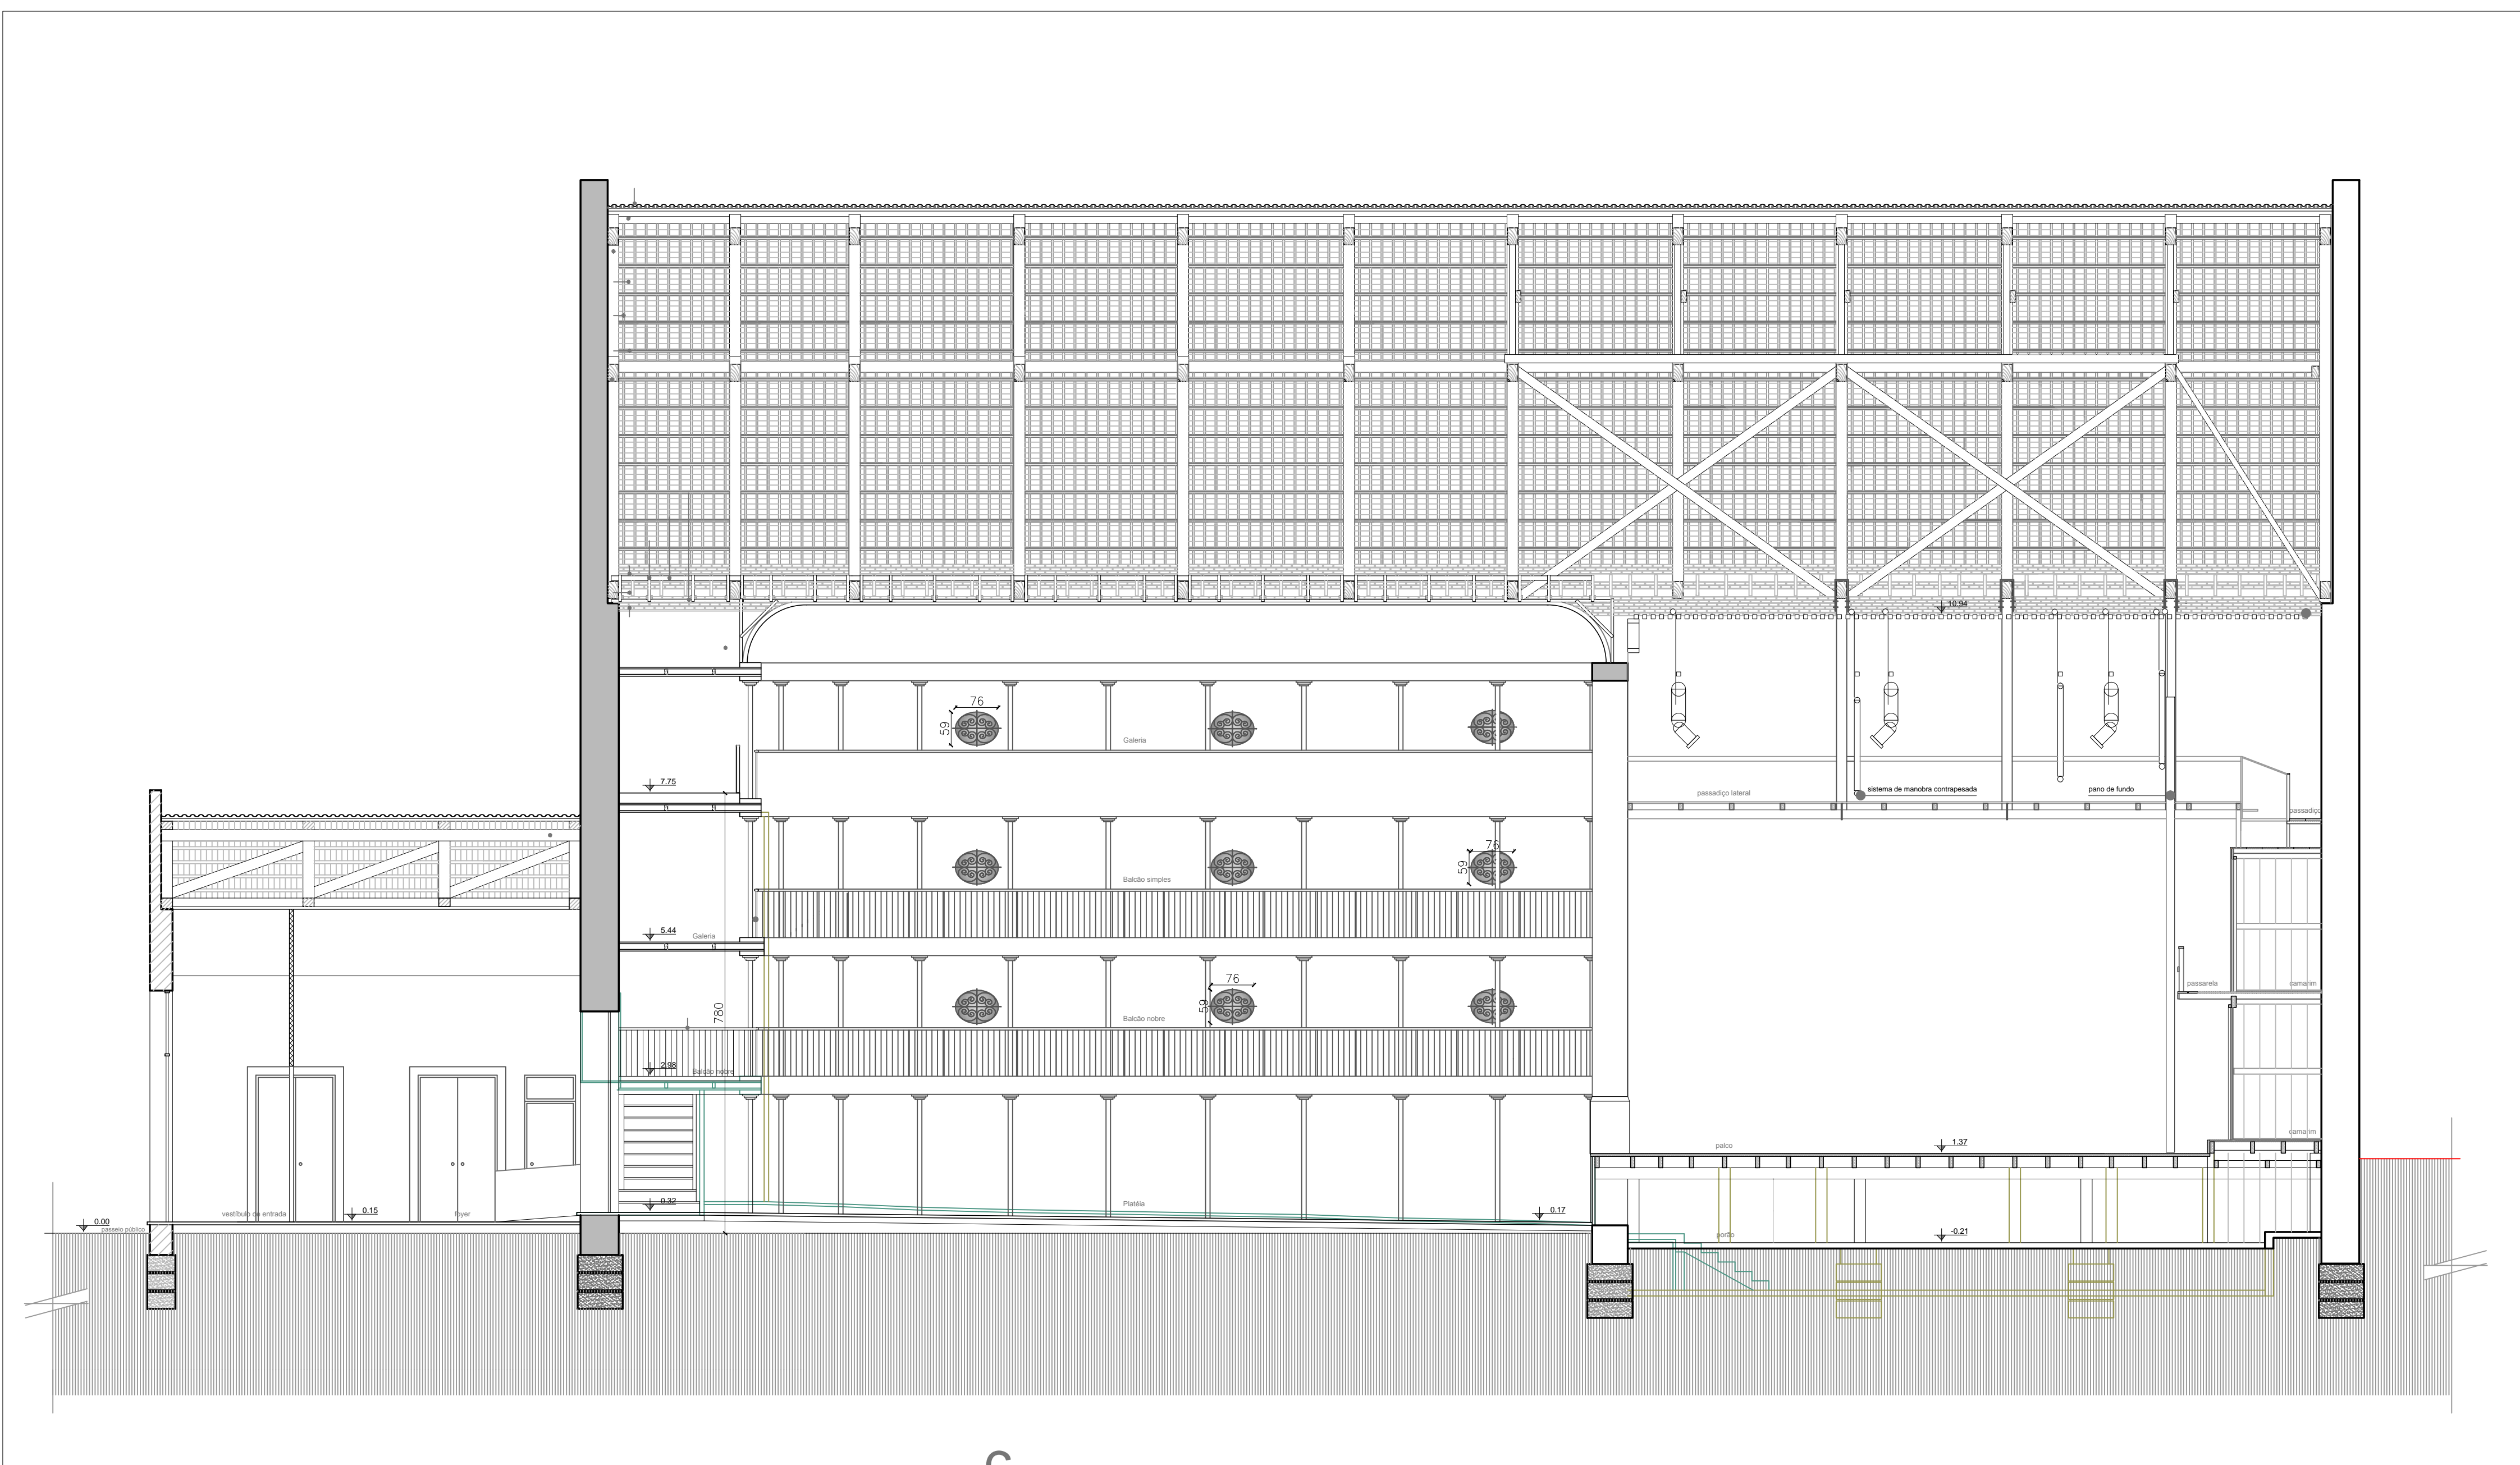 10.94
76
59
Galeria
7.75
passadiço lateral
sistema de manobra contrapesada
pano de fundo
passadiço
76
59
Balcão simples
5.44
Galeria
passarela
camarim
76
59
780
Balcão nobre
2.98
Balcão nobre
camarim
palco
1.37
0.32
Platéia
0.17
vestíbulo de entrada
0.15
foyer
0.00
passeio público
porão
-0.21
C